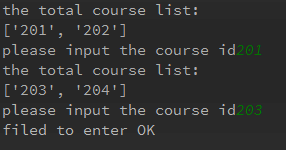 the total course list:
['201', '202']
please input the course id201
the total course list:
['203', '204']
please input the course id203
filed to enter OK